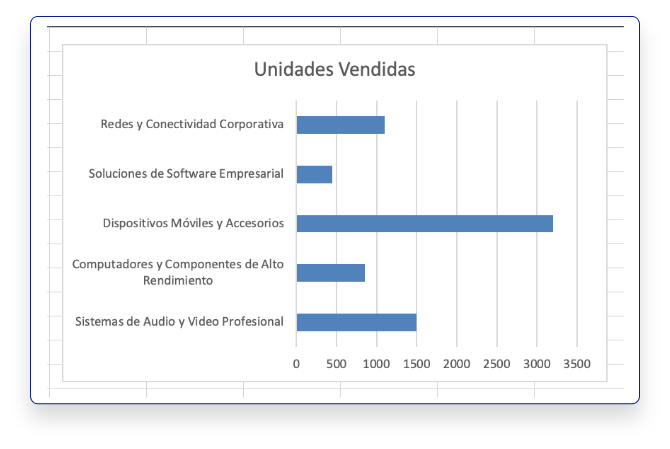 Unidades Vendidas
Redes y Conectividad Corporativa
Soluciones de Software Empresarial
Dispositivos Móviles y Accesorios
Computadores y Componentes de Alto
Rendimiento
Sistemas de Audio y Video Profesional
0 500 1000 1500 2000 2500 3000 3500